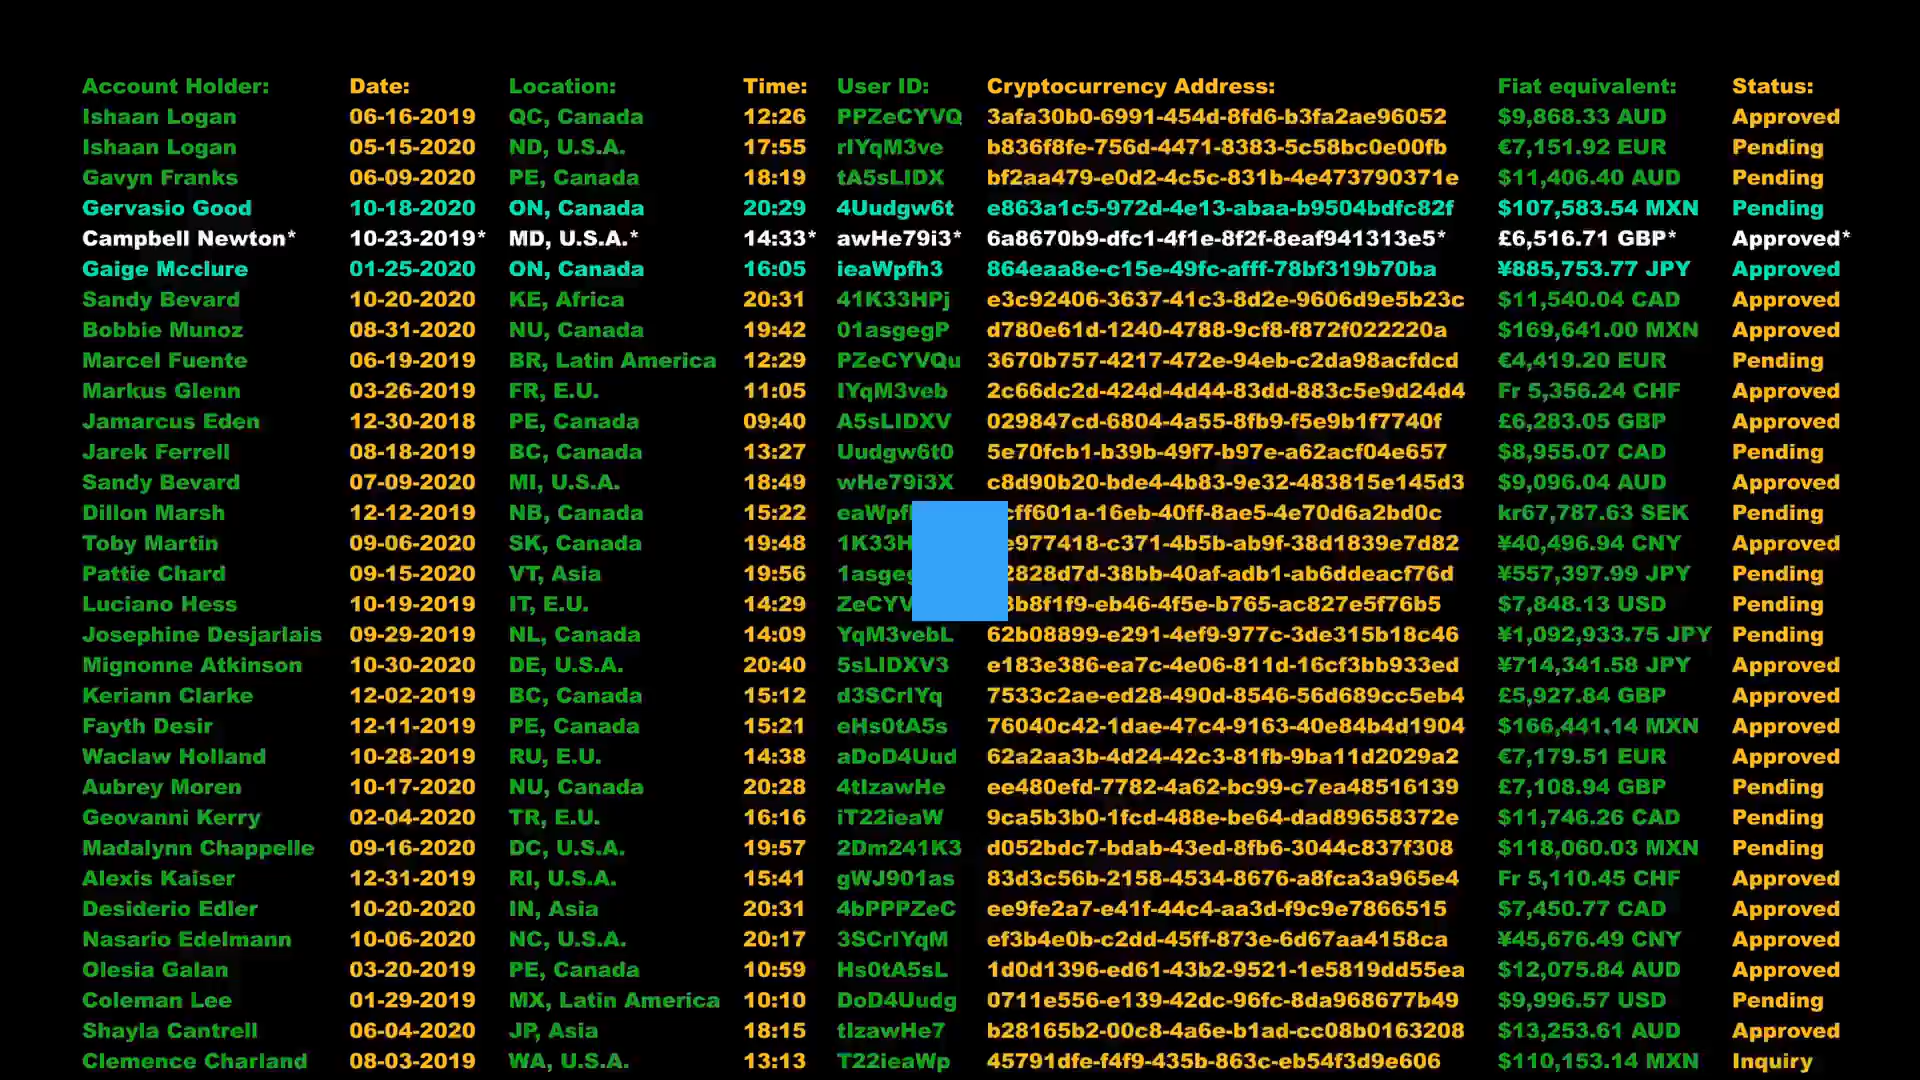 Account Holder: Date: Location: Time: User ID: Cryptocurrency Address: Fiat equivalent: Status:
Ishaan Logan 06-16-2019 QC, Canada 12:26 PPZeCYVQ 3afa30b0-6991-454d-8fd6-b3fa2ae96052 $9,868.33 AUD Approved
Ishaan Logan 05-15-2020 ND, U.S.A. 17:55 rIYqM3ve b836f8fe-756d-4471-8383-5c58bc0e00fb €7,151.92 EUR Pending
Gavyn Franks 06-09-2020 PE, Canada 18:19 tA5sLIDX bf2aa479-e0d2-4c5c-831b-4e473790371e $11,406.40 AUD Pending
Gervasio Good 10-18-2020 ON, Canada 20:29 4Uudgw6t e863a1c5-972d-4e13-abaa-b9504bdfc82f $107,583.54 MXN Pending
Campbell Newton* 10-23-2019* MD, U.S.A.* 14:33* awHe79i3* 6a8670b9-dfc1-4f1e-8f2f-8eaf941313e5* £6,516.71 GBP* Approved*
Gaige Mcclure 01-25-2020 ON, Canada 16:05 ieaWpfh3 864eaa8e-c15e-49fc-afff-78bf319b70ba ¥885,753.77 JPY Approved
Sandy Bevard 10-20-2020 KE, Africa 20:31 41K33HPj e3c92406-3637-41c3-8d2e-9606d9e5b23c $11,540.04 CAD Approved
Bobbie Munoz 08-31-2020 NU, Canada 19:42 01asgegP d780e61d-1240-4788-9cf8-f872f022220a $169,641.00 MXN Approved
Marcel Fuente 06-19-2019 BR, Latin America 12:29 PZeCYVQu 3670b757-4217-472e-94eb-c2da98acfdcd €4,419.20 EUR Pending
Markus Glenn 03-26-2019 FR, E.U. 11:05 IYqM3veb 2c66dc2d-424d-4d44-83dd-883c5e9d24d4 Fr 5,356.24 CHF Approved
Jamarcus Eden 12-30-2018 PE, Canada 09:40 A5sLIDXV 029847cd-6804-4a55-8fb9-f5e9b1f7740f £6,283.05 GBP Approved
Jarek Ferrell 08-18-2019 BC, Canada 13:27 Uudgw6t0 5e70fcb1-b39b-49f7-b97e-a62acf04e657 $8,955.07 CAD Pending
Sandy Bevard 07-09-2020 MI, U.S.A. 18:49 wHe79i3X c8d90b20-bde4-4b83-9e32-483815e145d3 $9,096.04 AUD Approved
Dillon Marsh 12-12-2019 NB, Canada 15:22 kr67,787.63 SEK Pending
Toby Martin 09-06-2020 SK, Canada 19:48 ¥40,496.94 CNY Approved
Pattie Chard 09-15-2020 VT, Asia 19:56 ¥557,397.99 JPY Pending
Luciano Hess 10-19-2019 IT, E.U. 14:29 $7,848.13 USD Pending
Josephine Desjarlais 09-29-2019 NL, Canada 14:09 YqM3vebL 62b08899-e291-4ef9-977c-3de315b18c46 ¥1,092,933.75 JPY Pending
Mignonne Atkinson 10-30-2020 DE, U.S.A. 20:40 5sLIDXV3 e183e386-ea7c-4e06-811d-16cf3bb933ed ¥714,341.58 JPY Approved
Keriann Clarke 12-02-2019 BC, Canada 15:12 d3SCrIYq 7533c2ae-ed28-490d-8546-56d689cc5eb4 £5,927.84 GBP Approved
Fayth Desir 12-11-2019 PE, Canada 15:21 eHs0tA5s 76040c42-1dae-47c4-9163-40e84b4d1904 $166,441.14 MXN Approved
Waclaw Holland 10-28-2019 RU, E.U. 14:38 aDoD4Uud 62a2aa3b-4d24-42c3-81fb-9ba11d2029a2 €7,179.51 EUR Approved
Aubrey Moren 10-17-2020 NU, Canada 20:28 4tIzawHe ee480efd-7782-4a62-bc99-c7ea48516139 £7,108.94 GBP Pending
Geovanni Kerry 02-04-2020 TR, E.U. 16:16 iT22ieaW 9ca5b3b0-1fcd-488e-be64-dad89658372e $11,746.26 CAD Pending
Madalynn Chappelle 09-16-2020 DC, U.S.A. 19:57 2Dm241K3 d052bdc7-bdab-43ed-8fb6-3044c837f308 $118,060.03 MXN Pending
Alexis Kaiser 12-31-2019 RI, U.S.A. 15:41 gWJ901as 83d3c56b-2158-4534-8676-a8fca3a965e4 Fr 5,110.45 CHF Approved
Desiderio Edler 10-20-2020 IN, Asia 20:31 4bPPPZeC ee9fe2a7-e41f-44c4-aa3d-f9c9e7866515 $7,450.77 CAD Approved
Nasario Edelmann 10-06-2020 NC, U.S.A. 20:17 3SCrIYqM ef3b4e0b-c2dd-45ff-873e-6d67aa4158ca ¥45,676.49 CNY Approved
Olesia Galan 03-20-2019 PE, Canada 10:59 Hs0tA5sL 1d0d1396-ed61-43b2-9521-1e5819dd55ea $12,075.84 AUD Approved
Coleman Lee 01-29-2019 MX, Latin America 10:10 DoD4Uudg 0711e556-e139-42dc-96fc-8da968677b49 $9,996.57 USD Pending
Shayla Cantrell 06-04-2020 JP, Asia 18:15 tIzawHe7 b28165b2-00c8-4a6e-b1ad-cc08b0163208 $13,253.61 AUD Approved
Clemence Charland 08-03-2019 WA, U.S.A. 13:13 T22ieaWp 45791dfe-f4f9-435b-863c-eb54f3d9e606 $110,153.14 MXN Inquiry